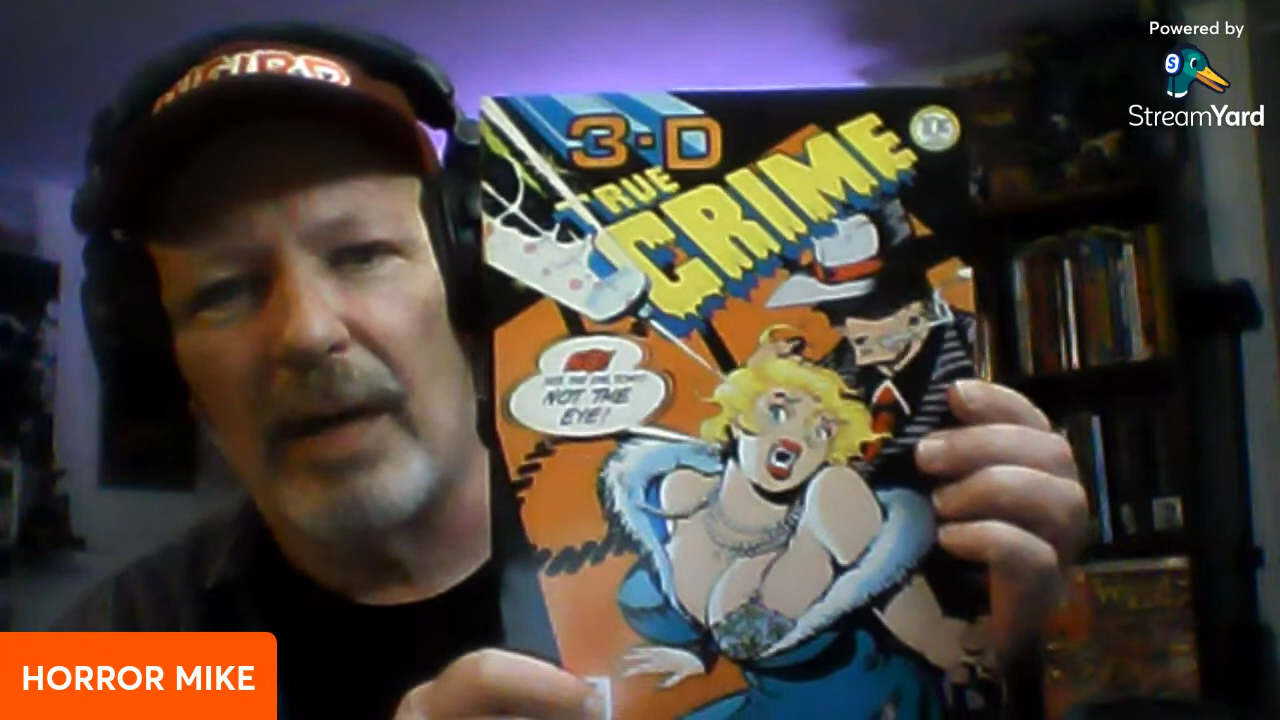 Powered by
StreamYard
3-D
TRUE
CRIME
NOT THE
EYE!
HORROR MIKE